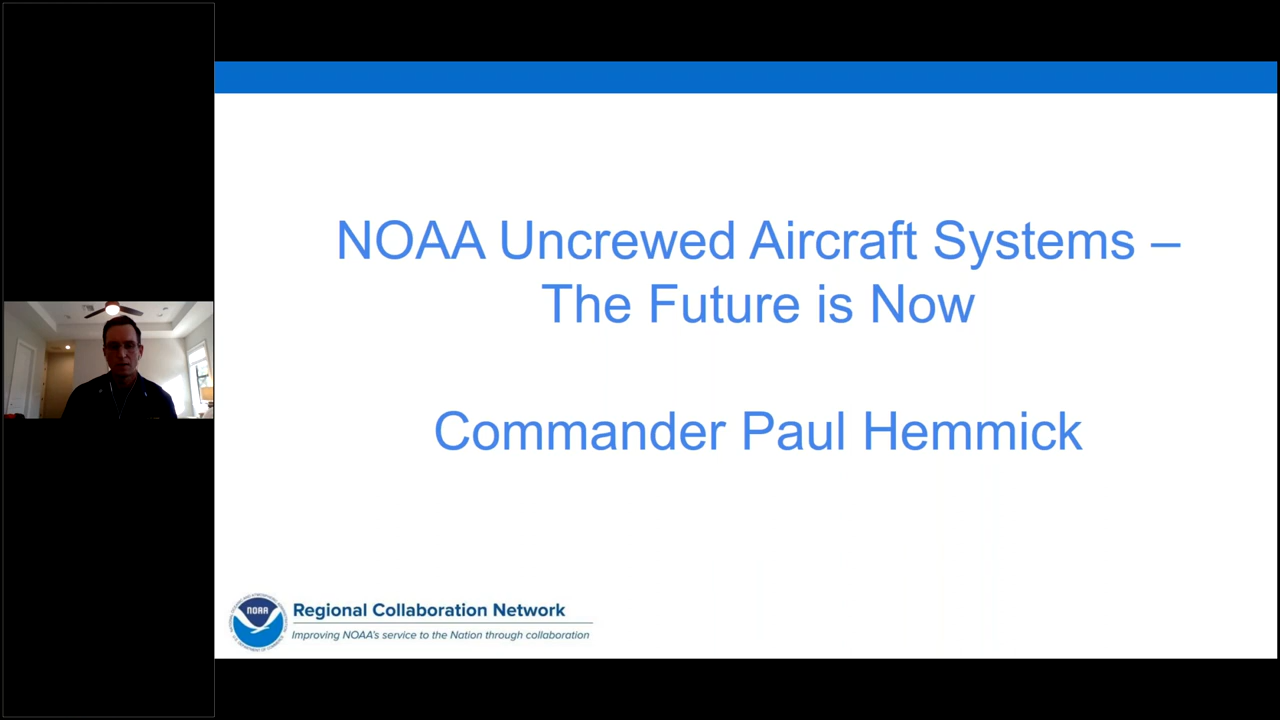 NOAA Uncrewed Aircraft Systems –
The Future is Now
Commander Paul Hemmick
NOAA
Regional Collaboration Network
Improving NOAA's service to the Nation through collaboration